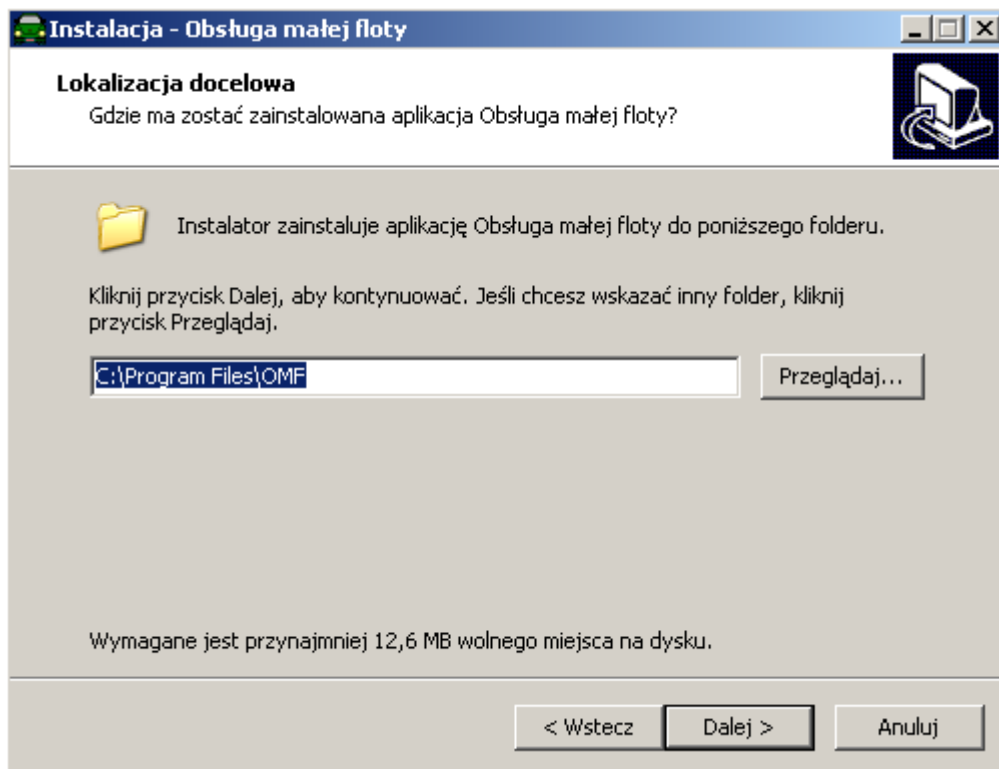 Instalacja - Obsługa małej floty
Lokalizacja docelowa
Gdzie ma zostać zainstalowana aplikacja Obsługa małej floty?
Instalator zainstaluje aplikację Obsługa małej floty do poniższego folderu.
Kliknij przycisk Dalej, aby kontynuować. Jeśli chcesz wskazać inny folder, kliknij
przycisk Przeglądaj.
C:\Program Files\OMF
Przeglądaj...
Wymagane jest przynajmniej 12,6 MB wolnego miejsca na dysku.
< Wstecz
Dalej >
Anuluj